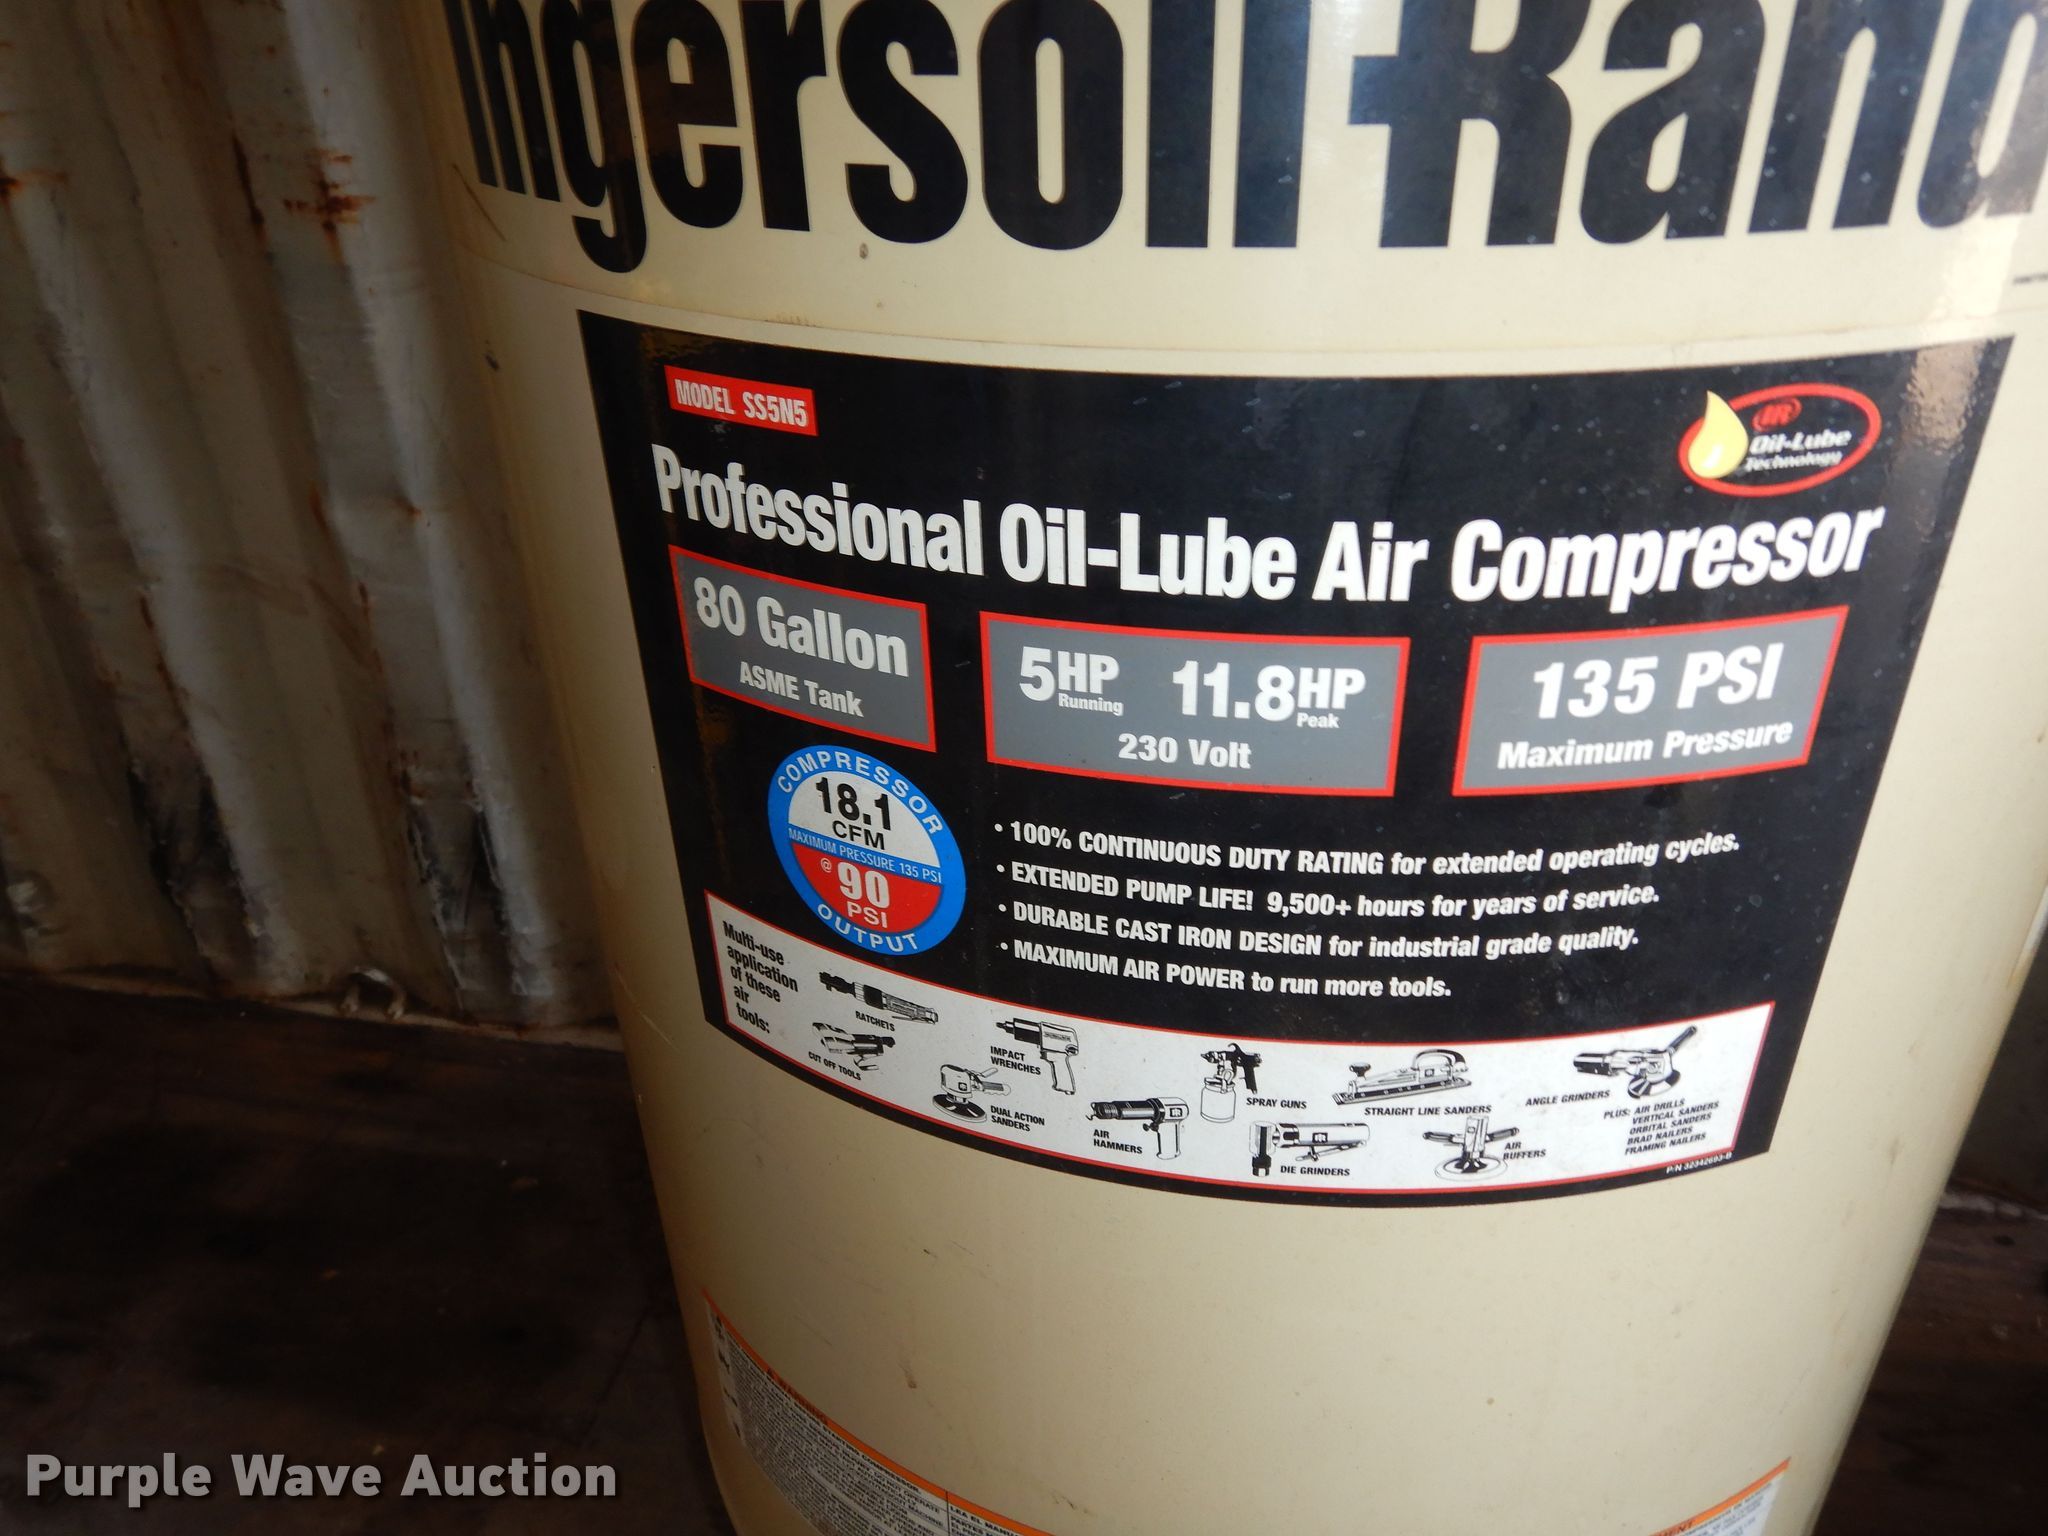 Ingersoll-Rand
MODEL SS5N5
IR
Oil-Lube
Technology
Professional Oil-Lube Air Compressor
80 Gallon
ASME Tank
5HP Running 11.8HP Peak
230 Volt
135 PSI
Maximum Pressure
COMPRESSOR
18.1
CFM
MAXIMUM PRESSURE 135 PSI
@ 90
PSI
OUTPUT
• 100% CONTINUOUS DUTY RATING for extended operating cycles.
• EXTENDED PUMP LIFE! 9,500+ hours for years of service.
• DURABLE CAST IRON DESIGN for industrial grade quality.
• MAXIMUM AIR POWER to run more tools.
Multi-use
application
of these
air
tools:
RATCHETS
CUT OFF TOOLS
IMPACT
WRENCHES
DUAL ACTION
SANDERS
AIR
HAMMERS
SPRAY GUNS
DIE GRINDERS
STRAIGHT LINE SANDERS
AIR
BUFFERS
ANGLE GRINDERS
PLUS: AIR DRILLS
VERTICAL SANDERS
ORBITAL SANDERS
BRAD NAILERS
FRAMING NAILERS
P/N 32342693-B
WARNING
Purple Wave Auction